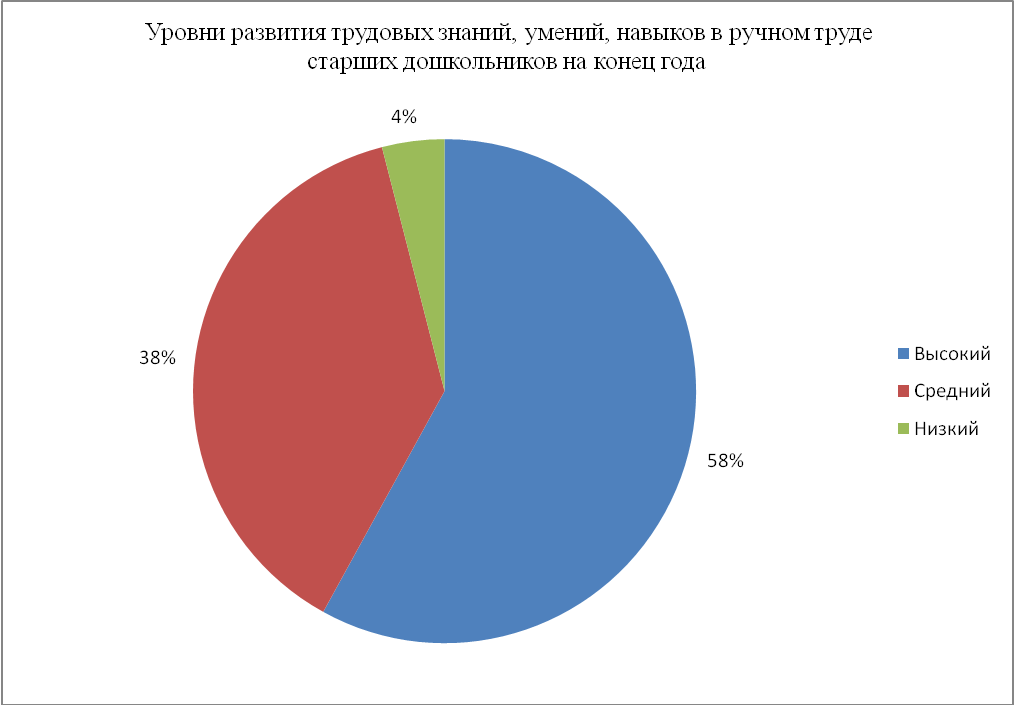 Уровни развития трудовых знаний, умений, навыков в ручном труде
старших дошкольников на конец года
4%
38%
58%
Высокий
Средний
Низкий